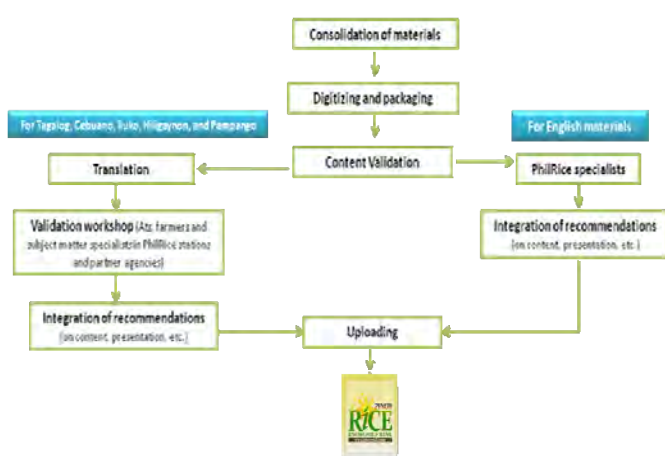 Consolidation of materials
Digitizing and packaging
For Tagalog, Cebuano, Iluko, Hiligaynon, and Pampango
For English materials
Content Validation
Translation
PhilRice specialists
Validation workshop (Ats, farmers and
subject matter specialists in PhilRice stations
and partner agencies)
Integration of recommendations
(on content, presentation, etc.)
Integration of recommendations
(on content, presentation, etc.)
Uploading
RiCE